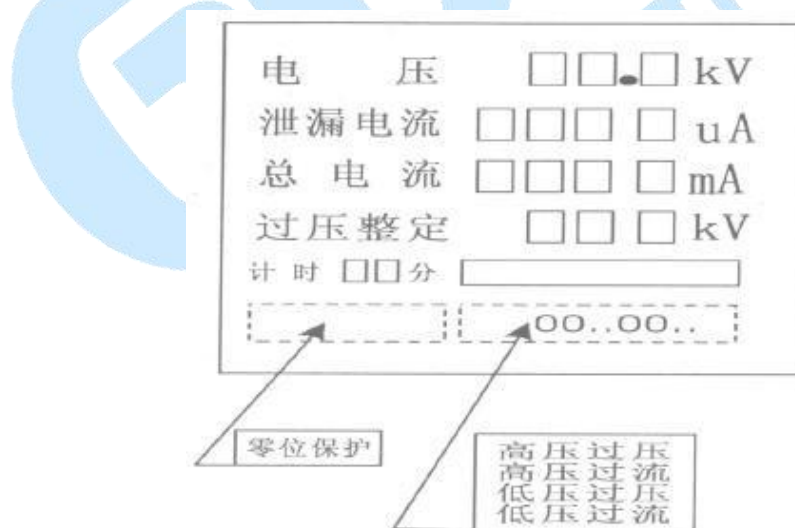 电 压 □□.□ kV
泄漏电流 □□□□ uA
总 电 流 □□□□ mA
过压整定 □□□ kV
计时 □□分
00..00..
零位保护
高压过压
高压过流
低压过压
低压过流